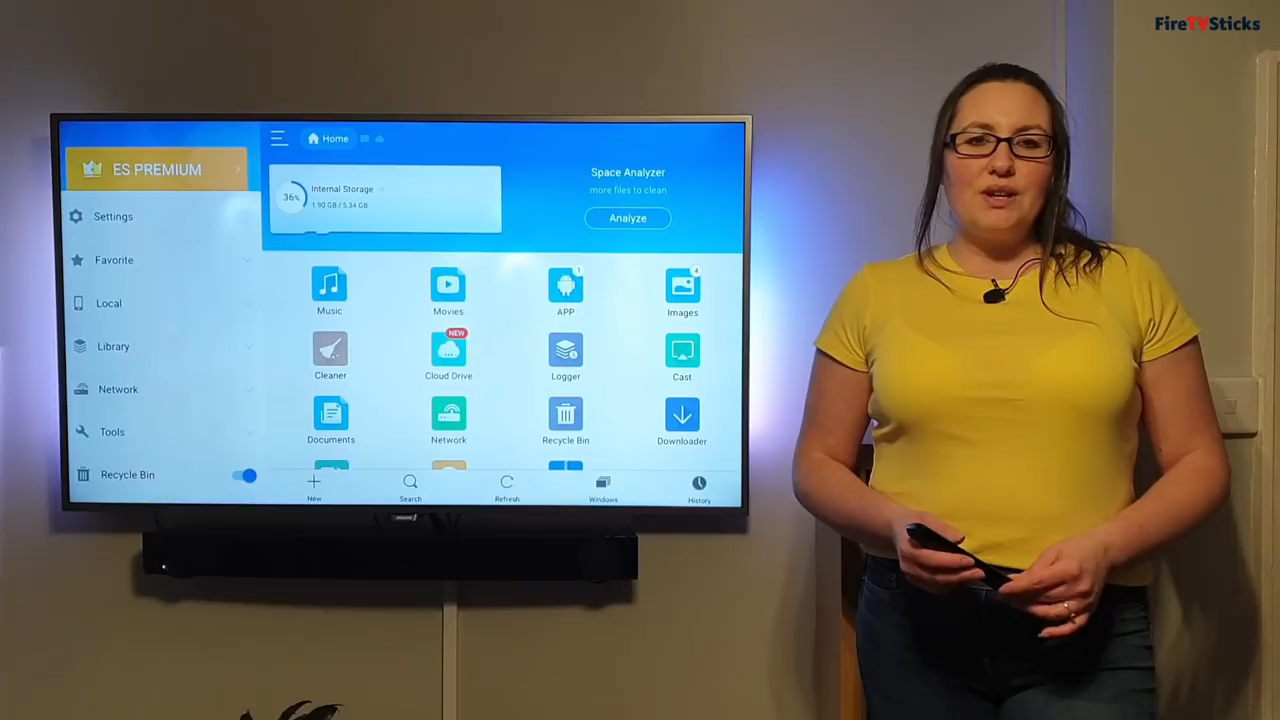 FireTVSticks
ES PREMIUM
Settings
Favorite
Local
Library
Network
Tools
Recycle Bin
Home
36%
Internal Storage
1.90 GB / 5.34 GB
Space Analyzer
more files to clean
Analyze
Music
Movies
1
APP
4
Images
Cleaner
NEW
Cloud Drive
Logger
Cast
Documents
Network
Recycle Bin
Downloader
New
Search
Refresh
Windows
History